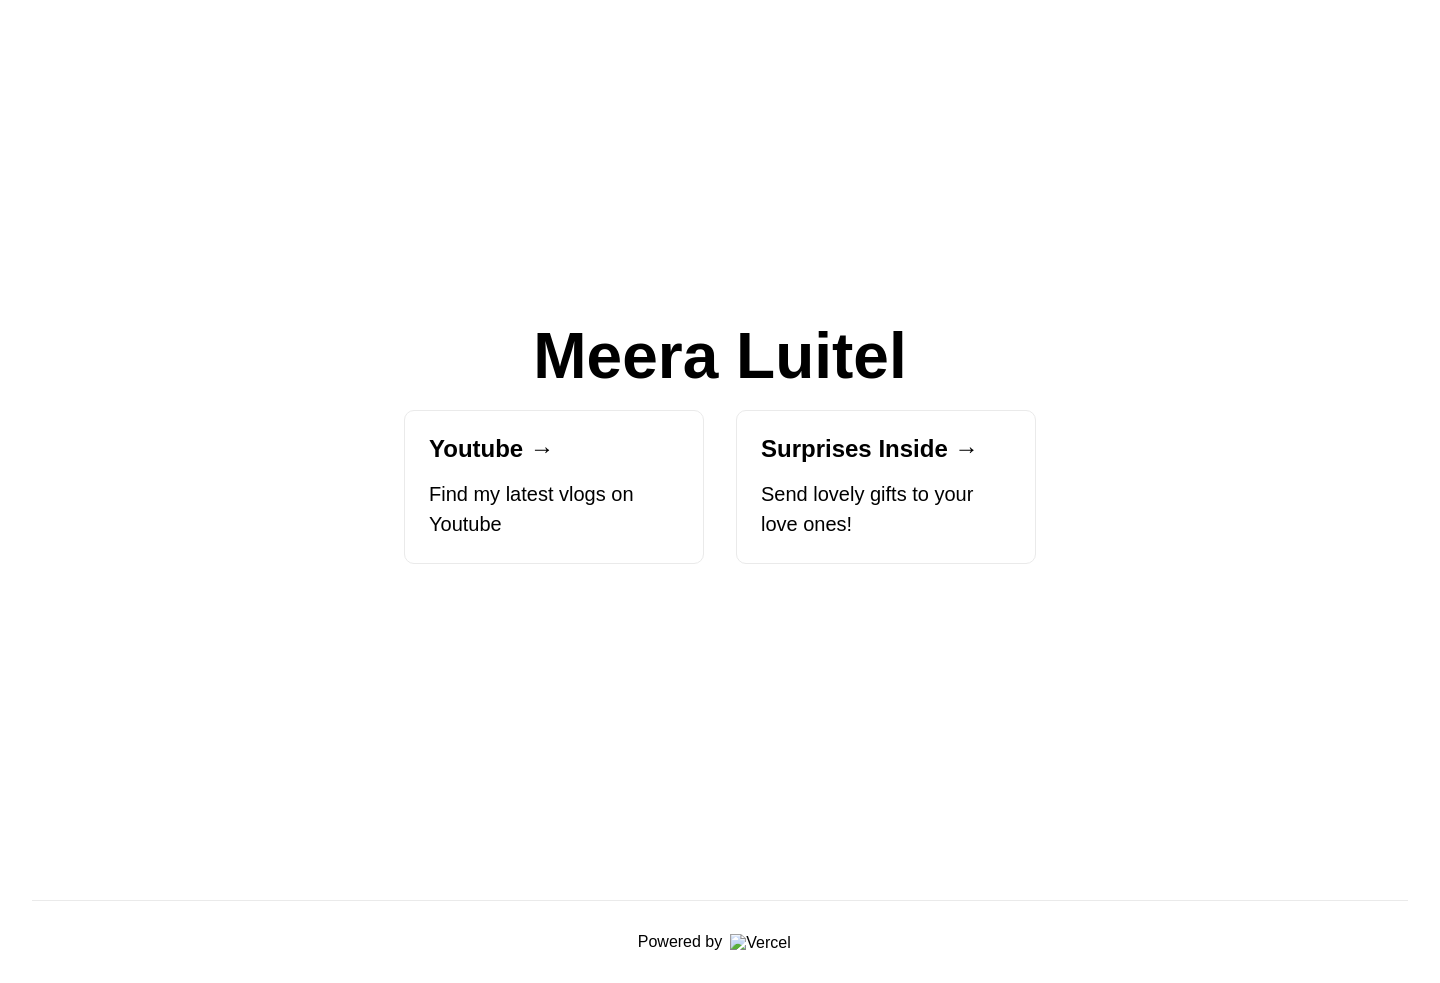 Meera Luitel
Youtube →
Find my latest vlogs on
Youtube
Surprises Inside →
Send lovely gifts to your
love ones!
Powered by Vercel